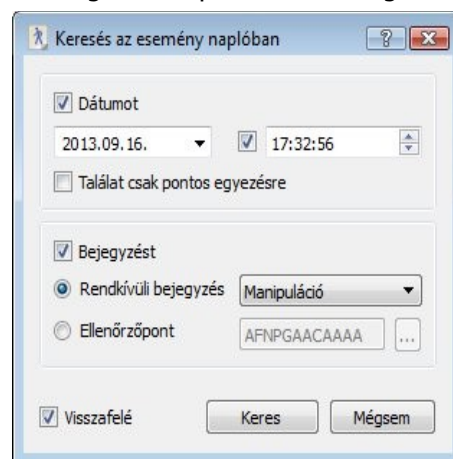 Keresés az esemény naplóban
Dátumot
2013.09.16. 17:32:56
Találat csak pontos egyezésre
Bejegyzést
Rendkívüli bejegyzés Manipuláció
Ellenőrzőpont AFNPGAACAAAA ...
Visszafelé Keres Mégsem